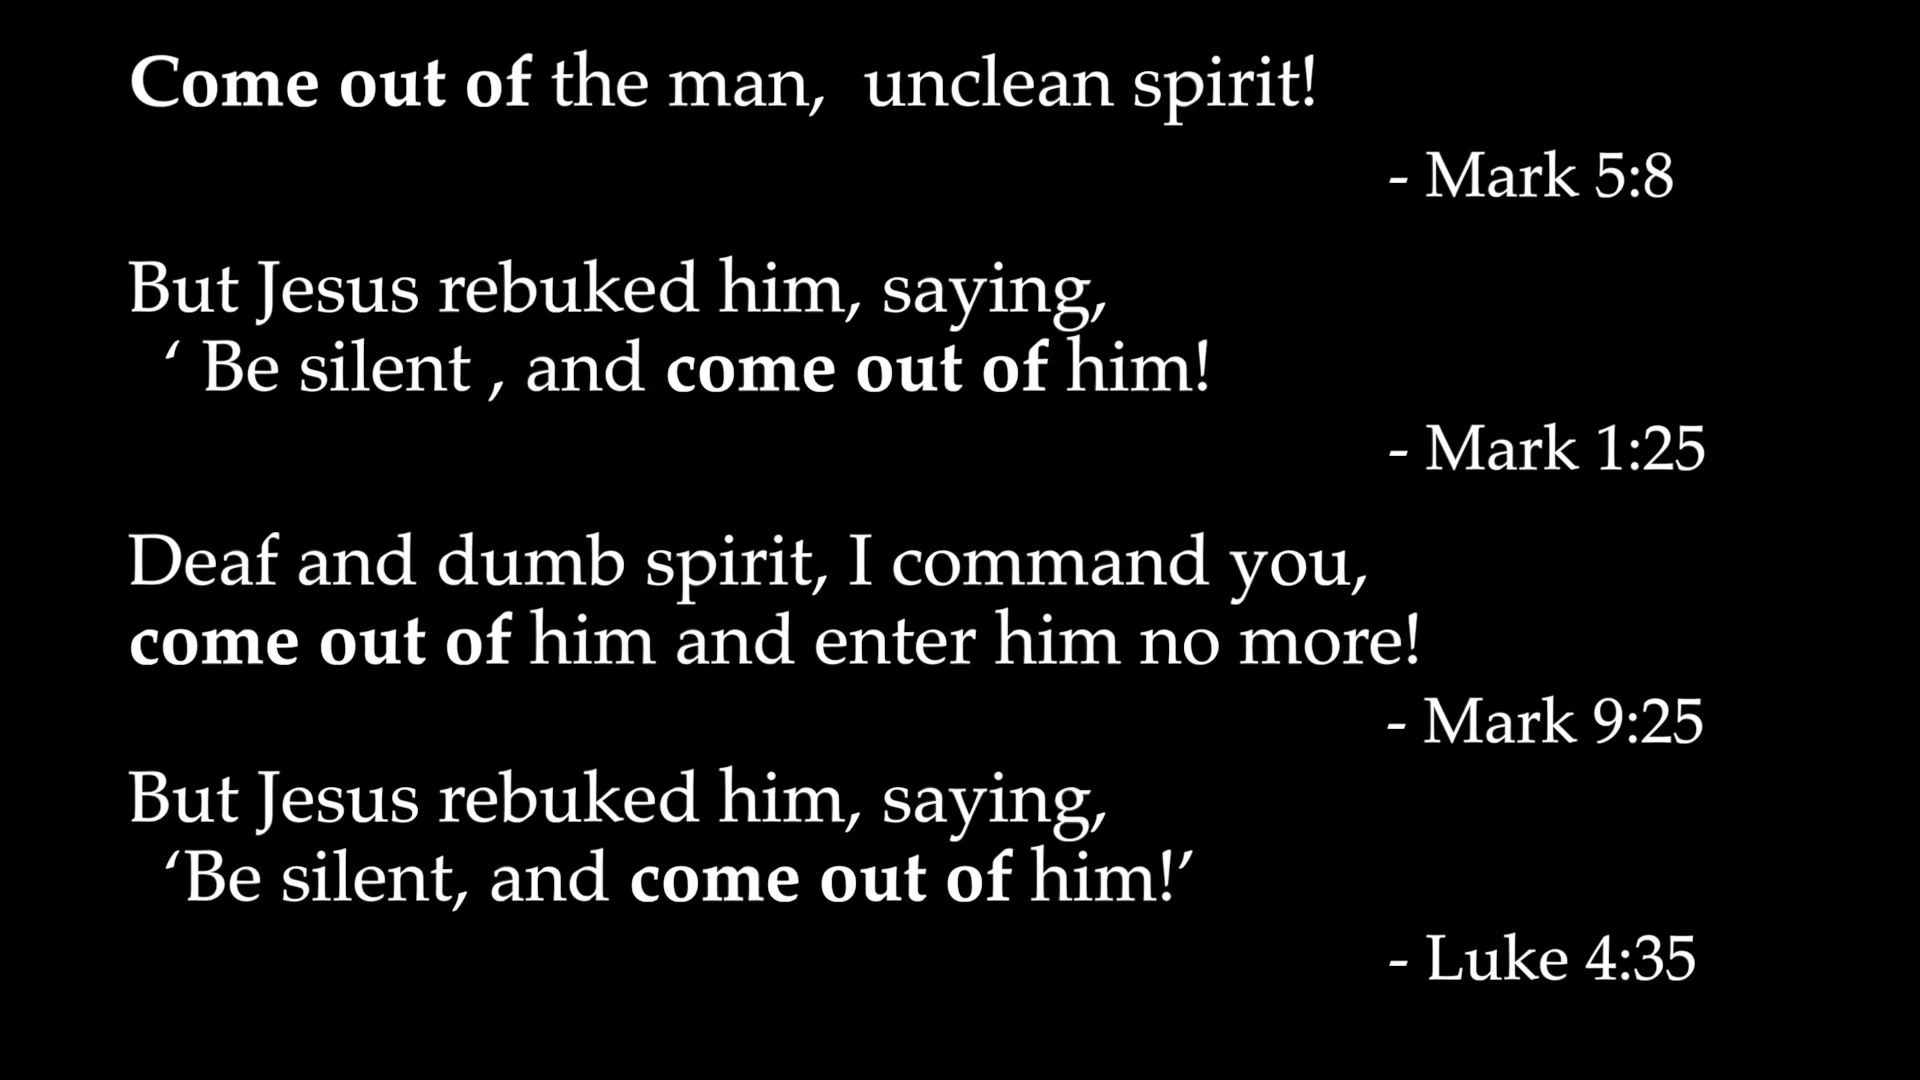 Come out of the man,  unclean spirit!
- Mark 5:8
But Jesus rebuked him, saying,
‘ Be silent , and come out of him!
- Mark 1:25
Deaf and dumb spirit, I command you,
come out of him and enter him no more!
- Mark 9:25
But Jesus rebuked him, saying,
‘Be silent, and come out of him!’
- Luke 4:35